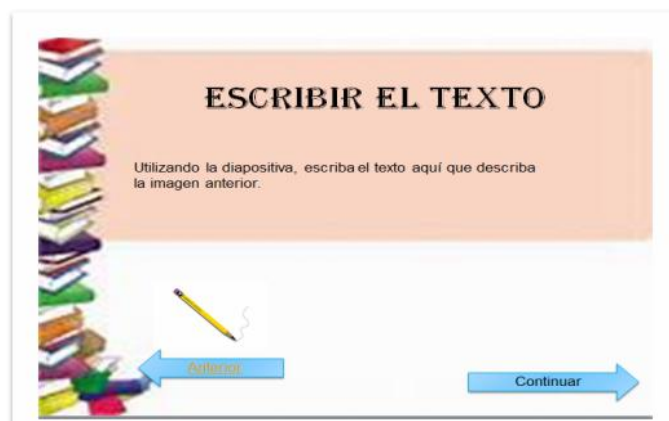 ESCRIBIR EL TEXTO
Utilizando la diapositiva, escriba el texto aquí que describa
la imagen anterior.
Anterior
Continuar